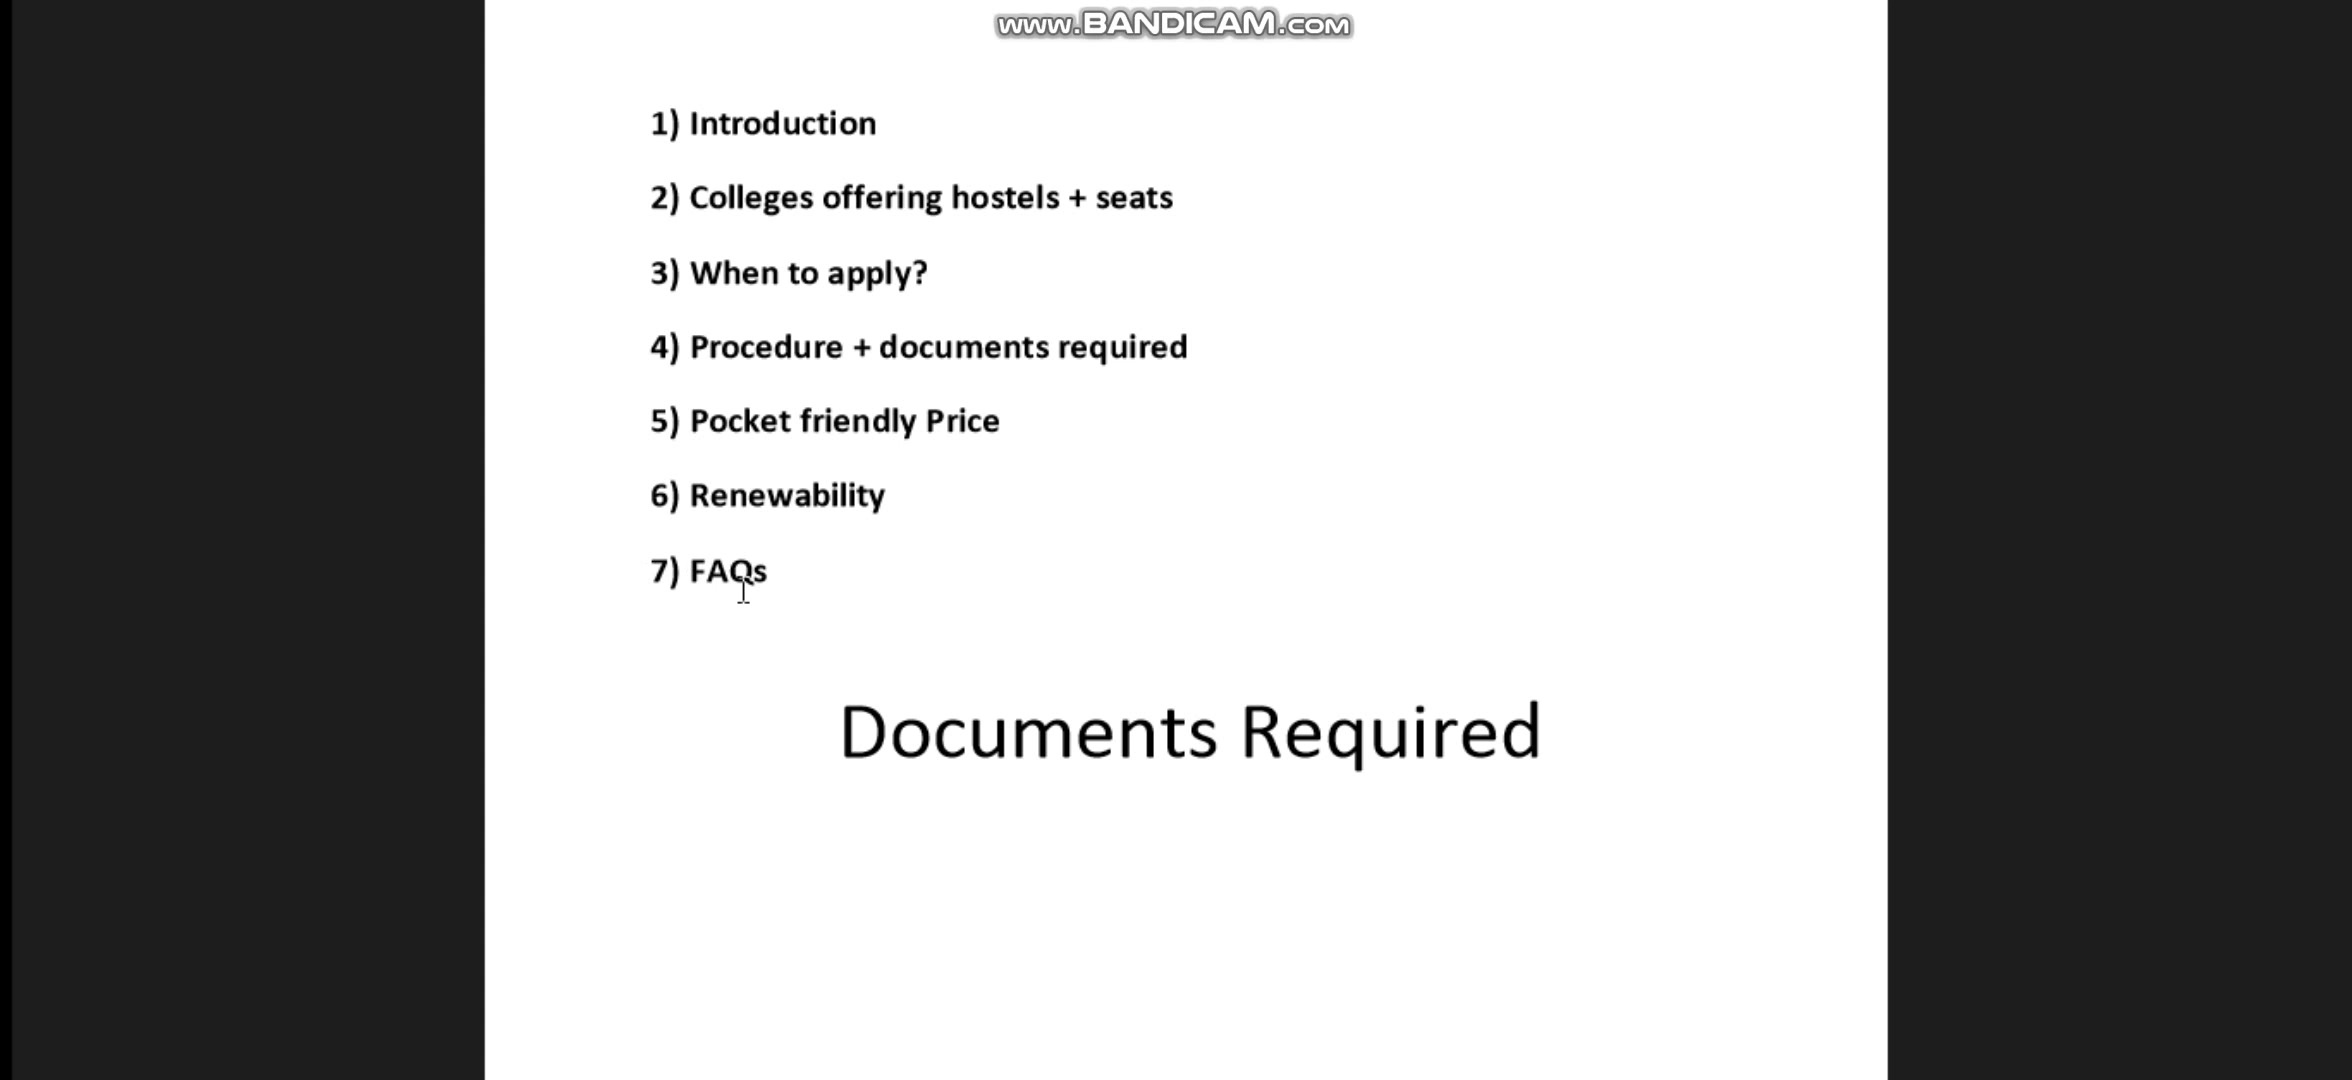 www.BANDICAM.com
1) Introduction
2) Colleges offering hostels + seats
3) When to apply?
4) Procedure + documents required
5) Pocket friendly Price
6) Renewability
7) FAQs
Documents Required